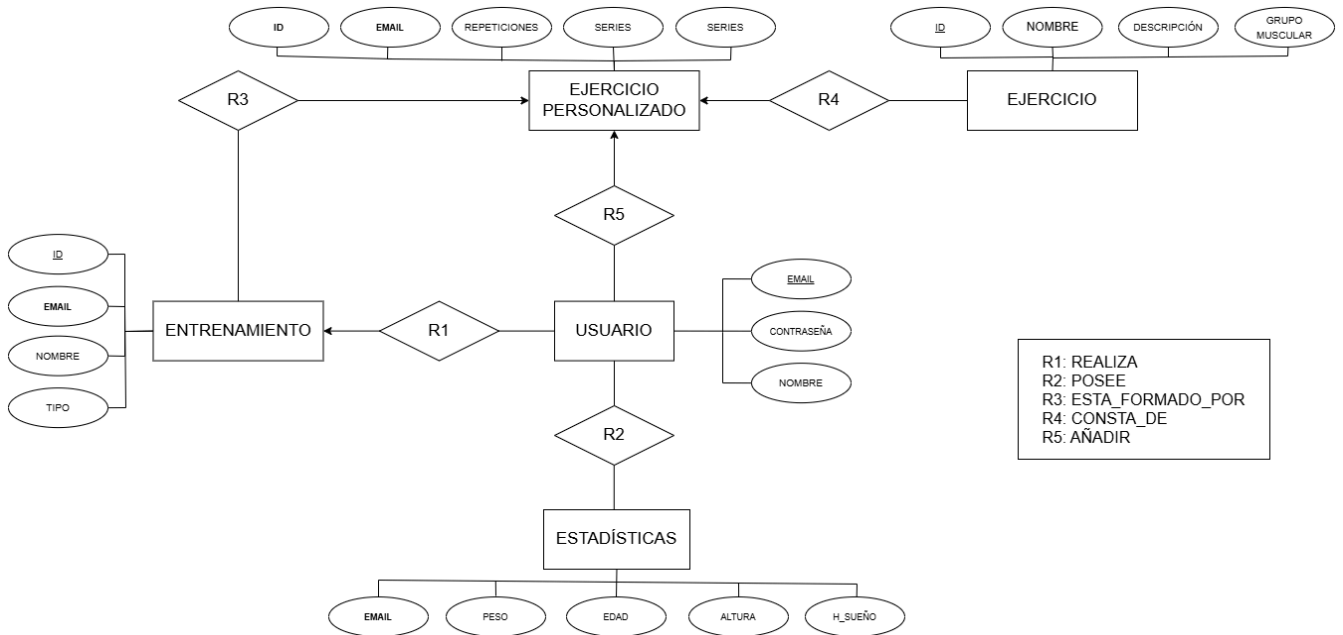 ID
EMAIL
REPETICIONES
SERIES
SERIES
ID
NOMBRE
DESCRIPCIÓN
GRUPO
MUSCULAR
R3
EJERCICIO
PERSONALIZADO
R4
EJERCICIO
R5
ID
EMAIL
NOMBRE
TIPO
ENTRENAMIENTO
R1
USUARIO
EMAIL
CONTRASEÑA
NOMBRE
R1: REALIZA
R2: POSEE
R3: ESTA_FORMADO_POR
R4: CONSTA_DE
R5: AÑADIR
R2
ESTADÍSTICAS
EMAIL
PESO
EDAD
ALTURA
H_SUEÑO